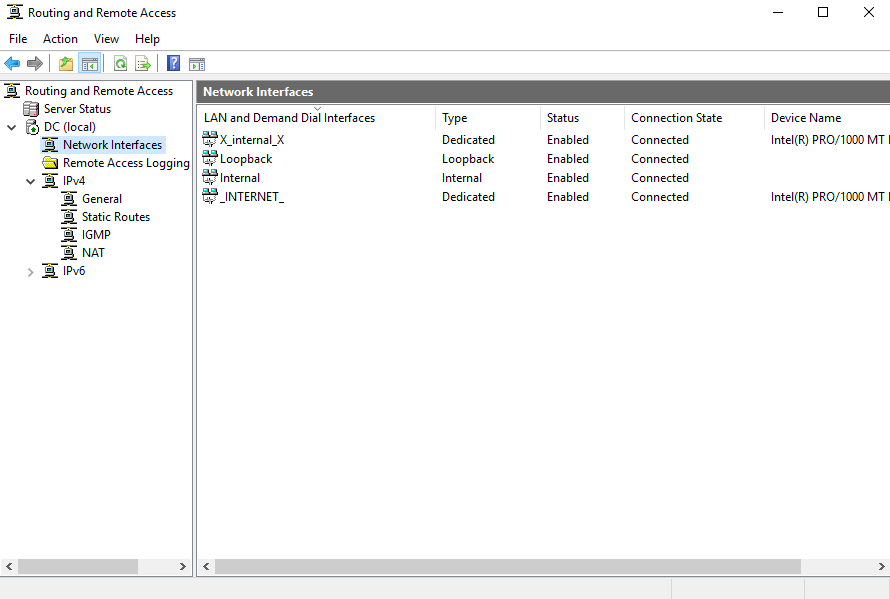 Routing and Remote Access
File Action View Help
Routing and Remote Access
Server Status
DC (local)
Network Interfaces
Remote Access Logging
IPv4
General
Static Routes
IGMP
NAT
IPv6
Network Interfaces
LAN and Demand Dial Interfaces Type Status Connection State Device Name
X_internal_X Dedicated Enabled Connected Intel(R) PRO/1000 MT
Loopback Loopback Enabled Connected
Internal Internal Enabled Connected
_INTERNET_ Dedicated Enabled Connected Intel(R) PRO/1000 MT